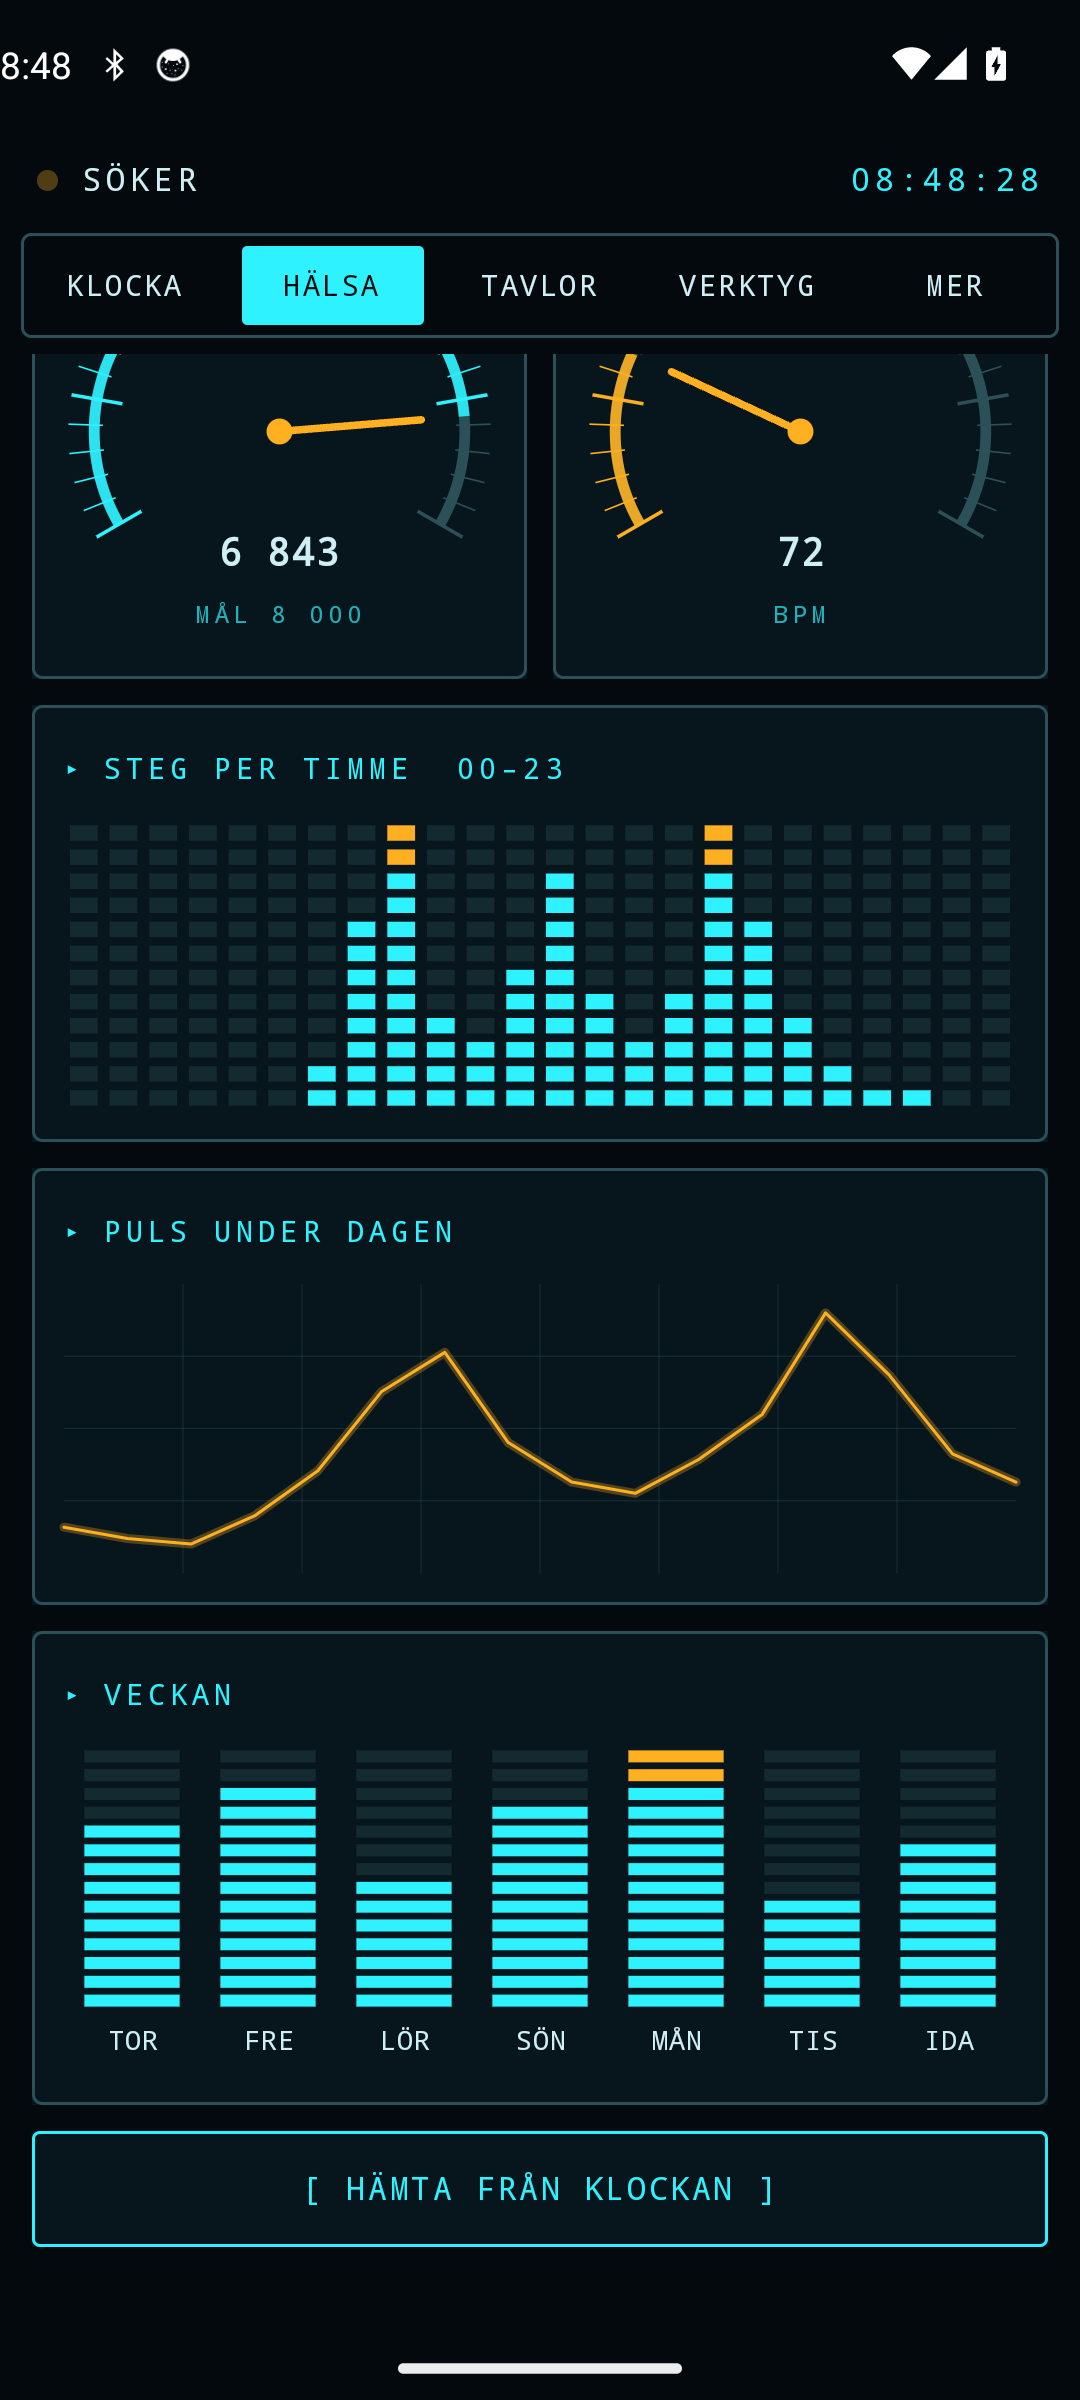 8:48
SÖKER
08:48:28
KLOCKA HÄLSA TAVLOR VERKTYG MER
6 843
MÅL 8 000
72
BPM
▸ STEG PER TIMME 00–23
▸ PULS UNDER DAGEN
▸ VECKAN
TOR FRE LÖR SÖN MÅN TIS IDA
[ HÄMTA FRÅN KLOCKAN ]